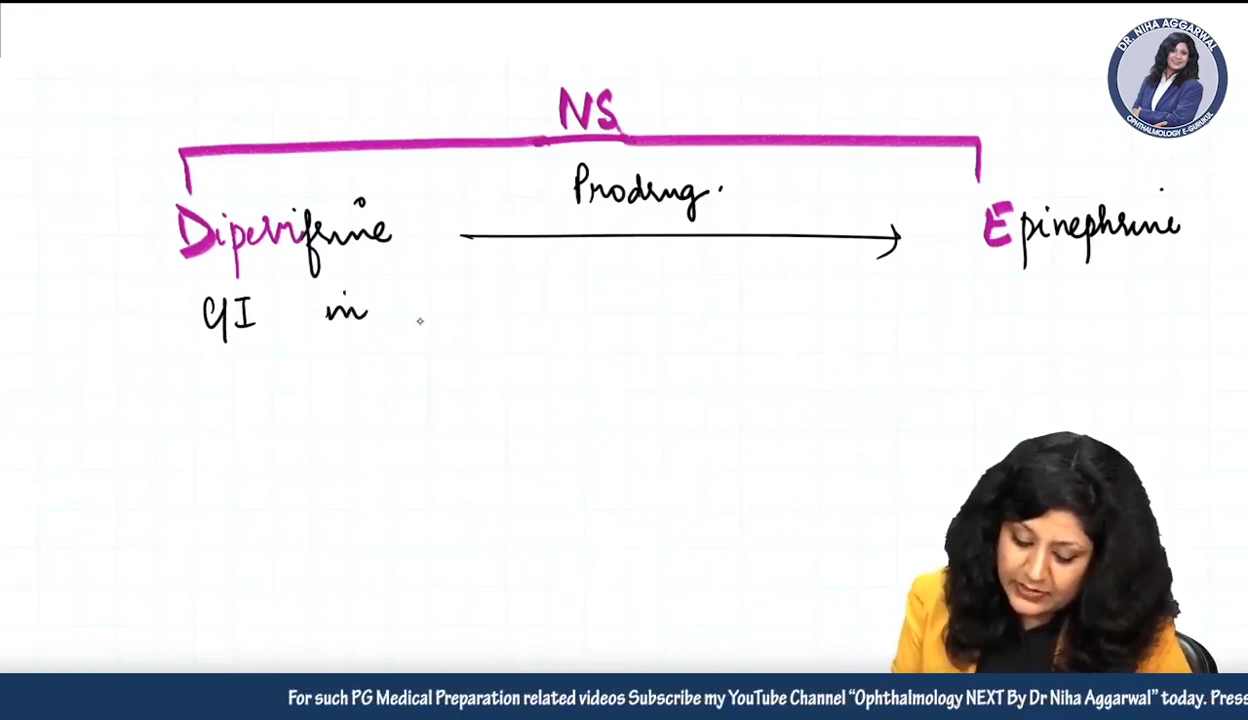 DR. NIHA AGGARWAL
OPHTHALMOLOGY E-GURUKUL
NS
Prodrug.
Dipeviferine
Epinephrine
CI in
For such PG Medical Preparation related videos Subscribe my YouTube Channel “Ophthalmology NEXT By Dr Niha Aggarwal” today. Press